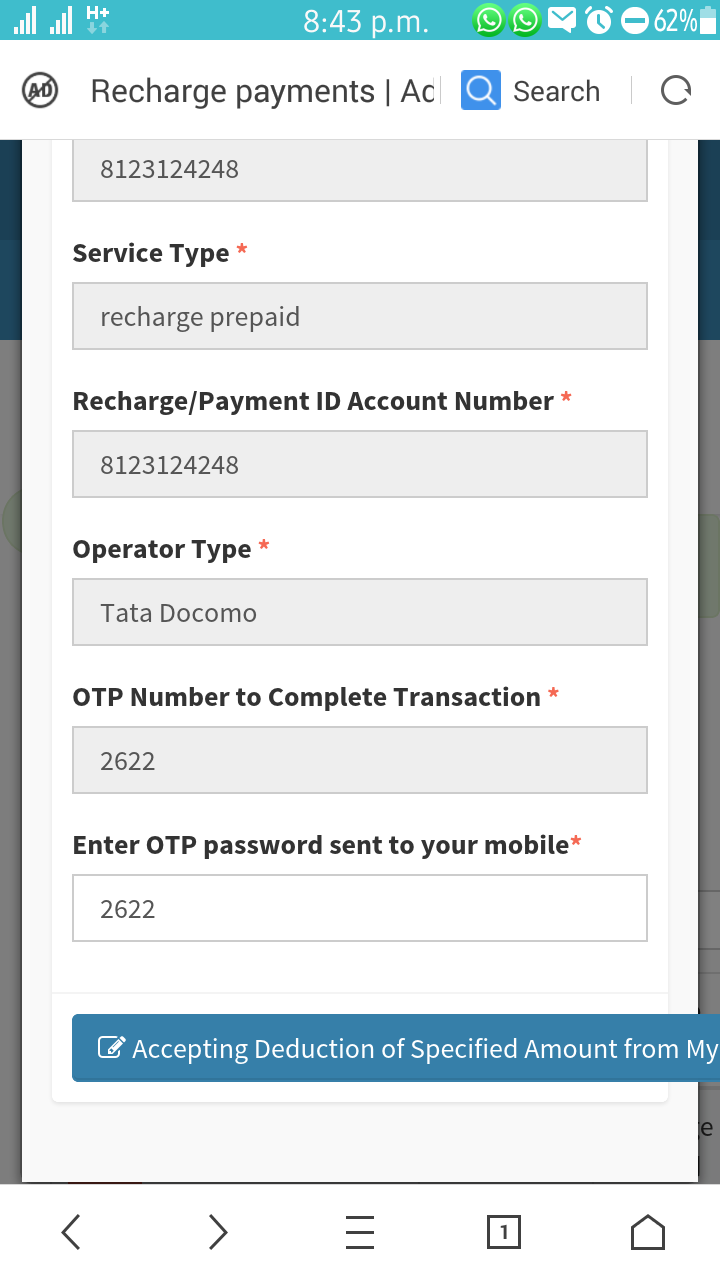 H+
8:43 p.m.
62%
AD
Recharge payments | Ad
Search
8123124248
Service Type *
recharge prepaid
Recharge/Payment ID Account Number *
8123124248
Operator Type *
Tata Docomo
OTP Number to Complete Transaction *
2622
Enter OTP password sent to your mobile*
2622
Accepting Deduction of Specified Amount from My
ge
1